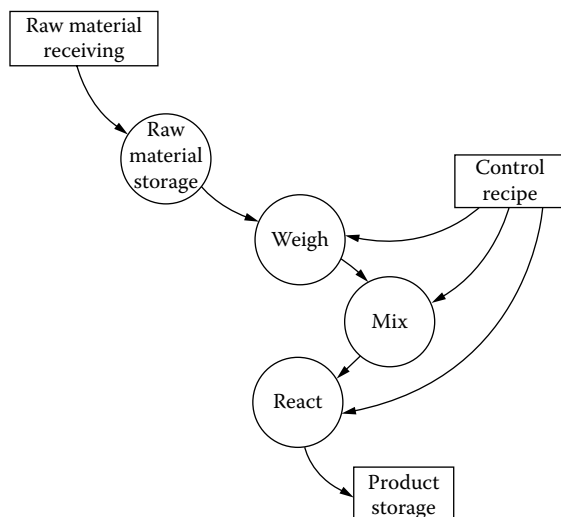 Raw material
receiving
Raw
material
storage
Control
recipe
Weigh
Mix
React
Product
storage